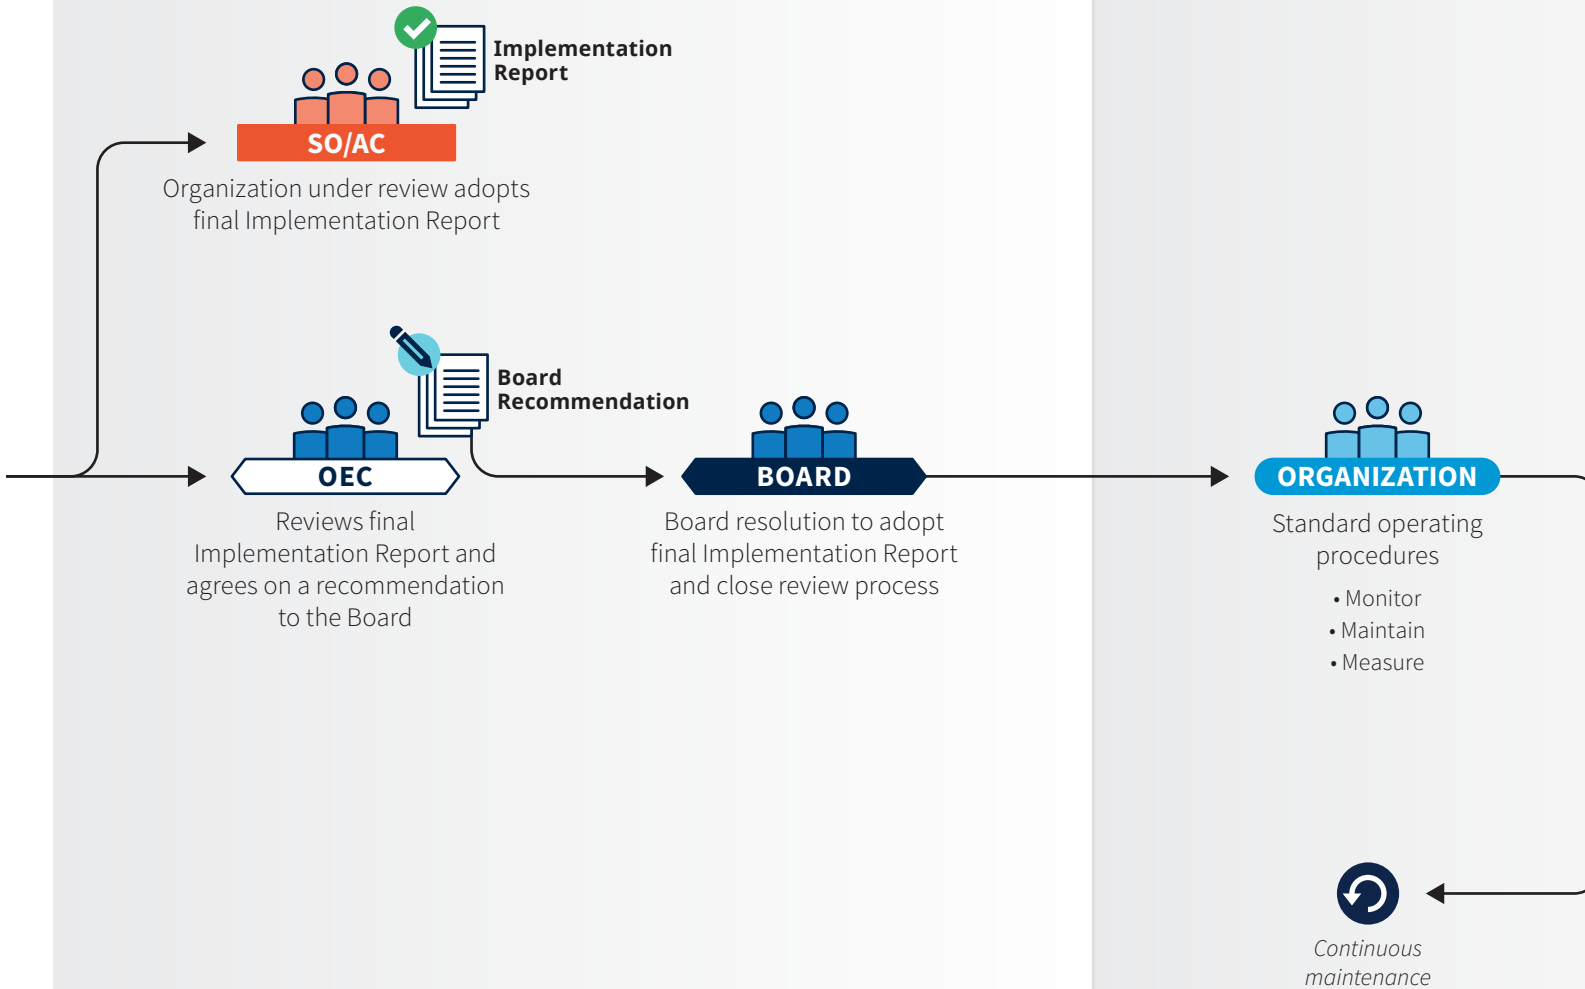 Implementation
Report
SO/AC
Organization under review adopts
final Implementation Report
Board
Recommendation
OEC
Reviews final
Implementation Report and
agrees on a recommendation
to the Board
BOARD
Board resolution to adopt
final Implementation Report
and close review process
ORGANIZATION
Standard operating
procedures
• Monitor
• Maintain
• Measure
Continuous
maintenance